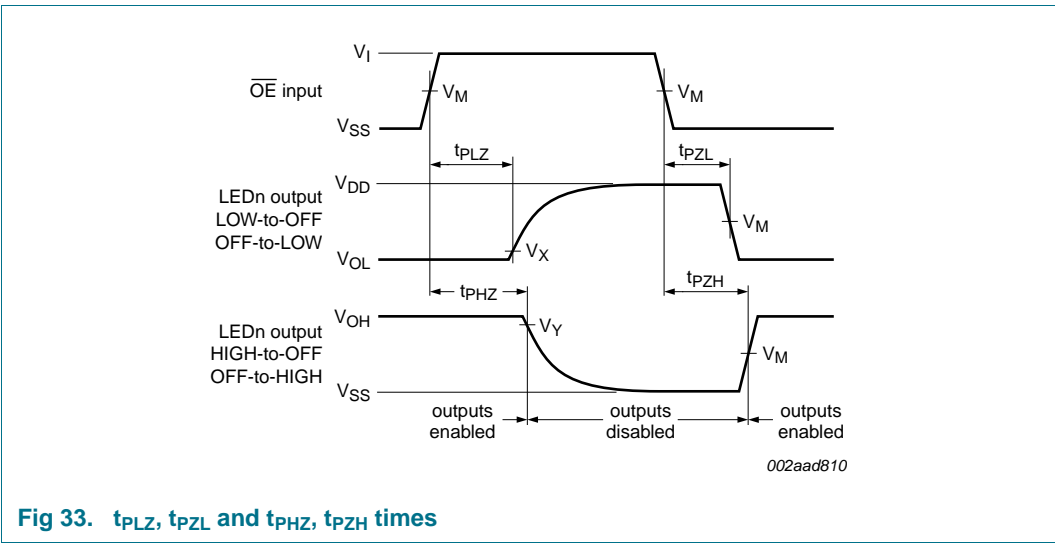 V_I
OE input
V_M
V_M
V_SS
t_PLZ
t_PZL
V_DD
LEDn output
LOW-to-OFF
OFF-to-LOW
V_M
V_X
V_OL
t_PHZ
t_PZH
V_OH
LEDn output
HIGH-to-OFF
OFF-to-HIGH
V_Y
V_M
V_SS
outputs
enabled
outputs
disabled
outputs
enabled
002aad810
Fig 33. t_PLZ, t_PZL and t_PHZ, t_PZH times